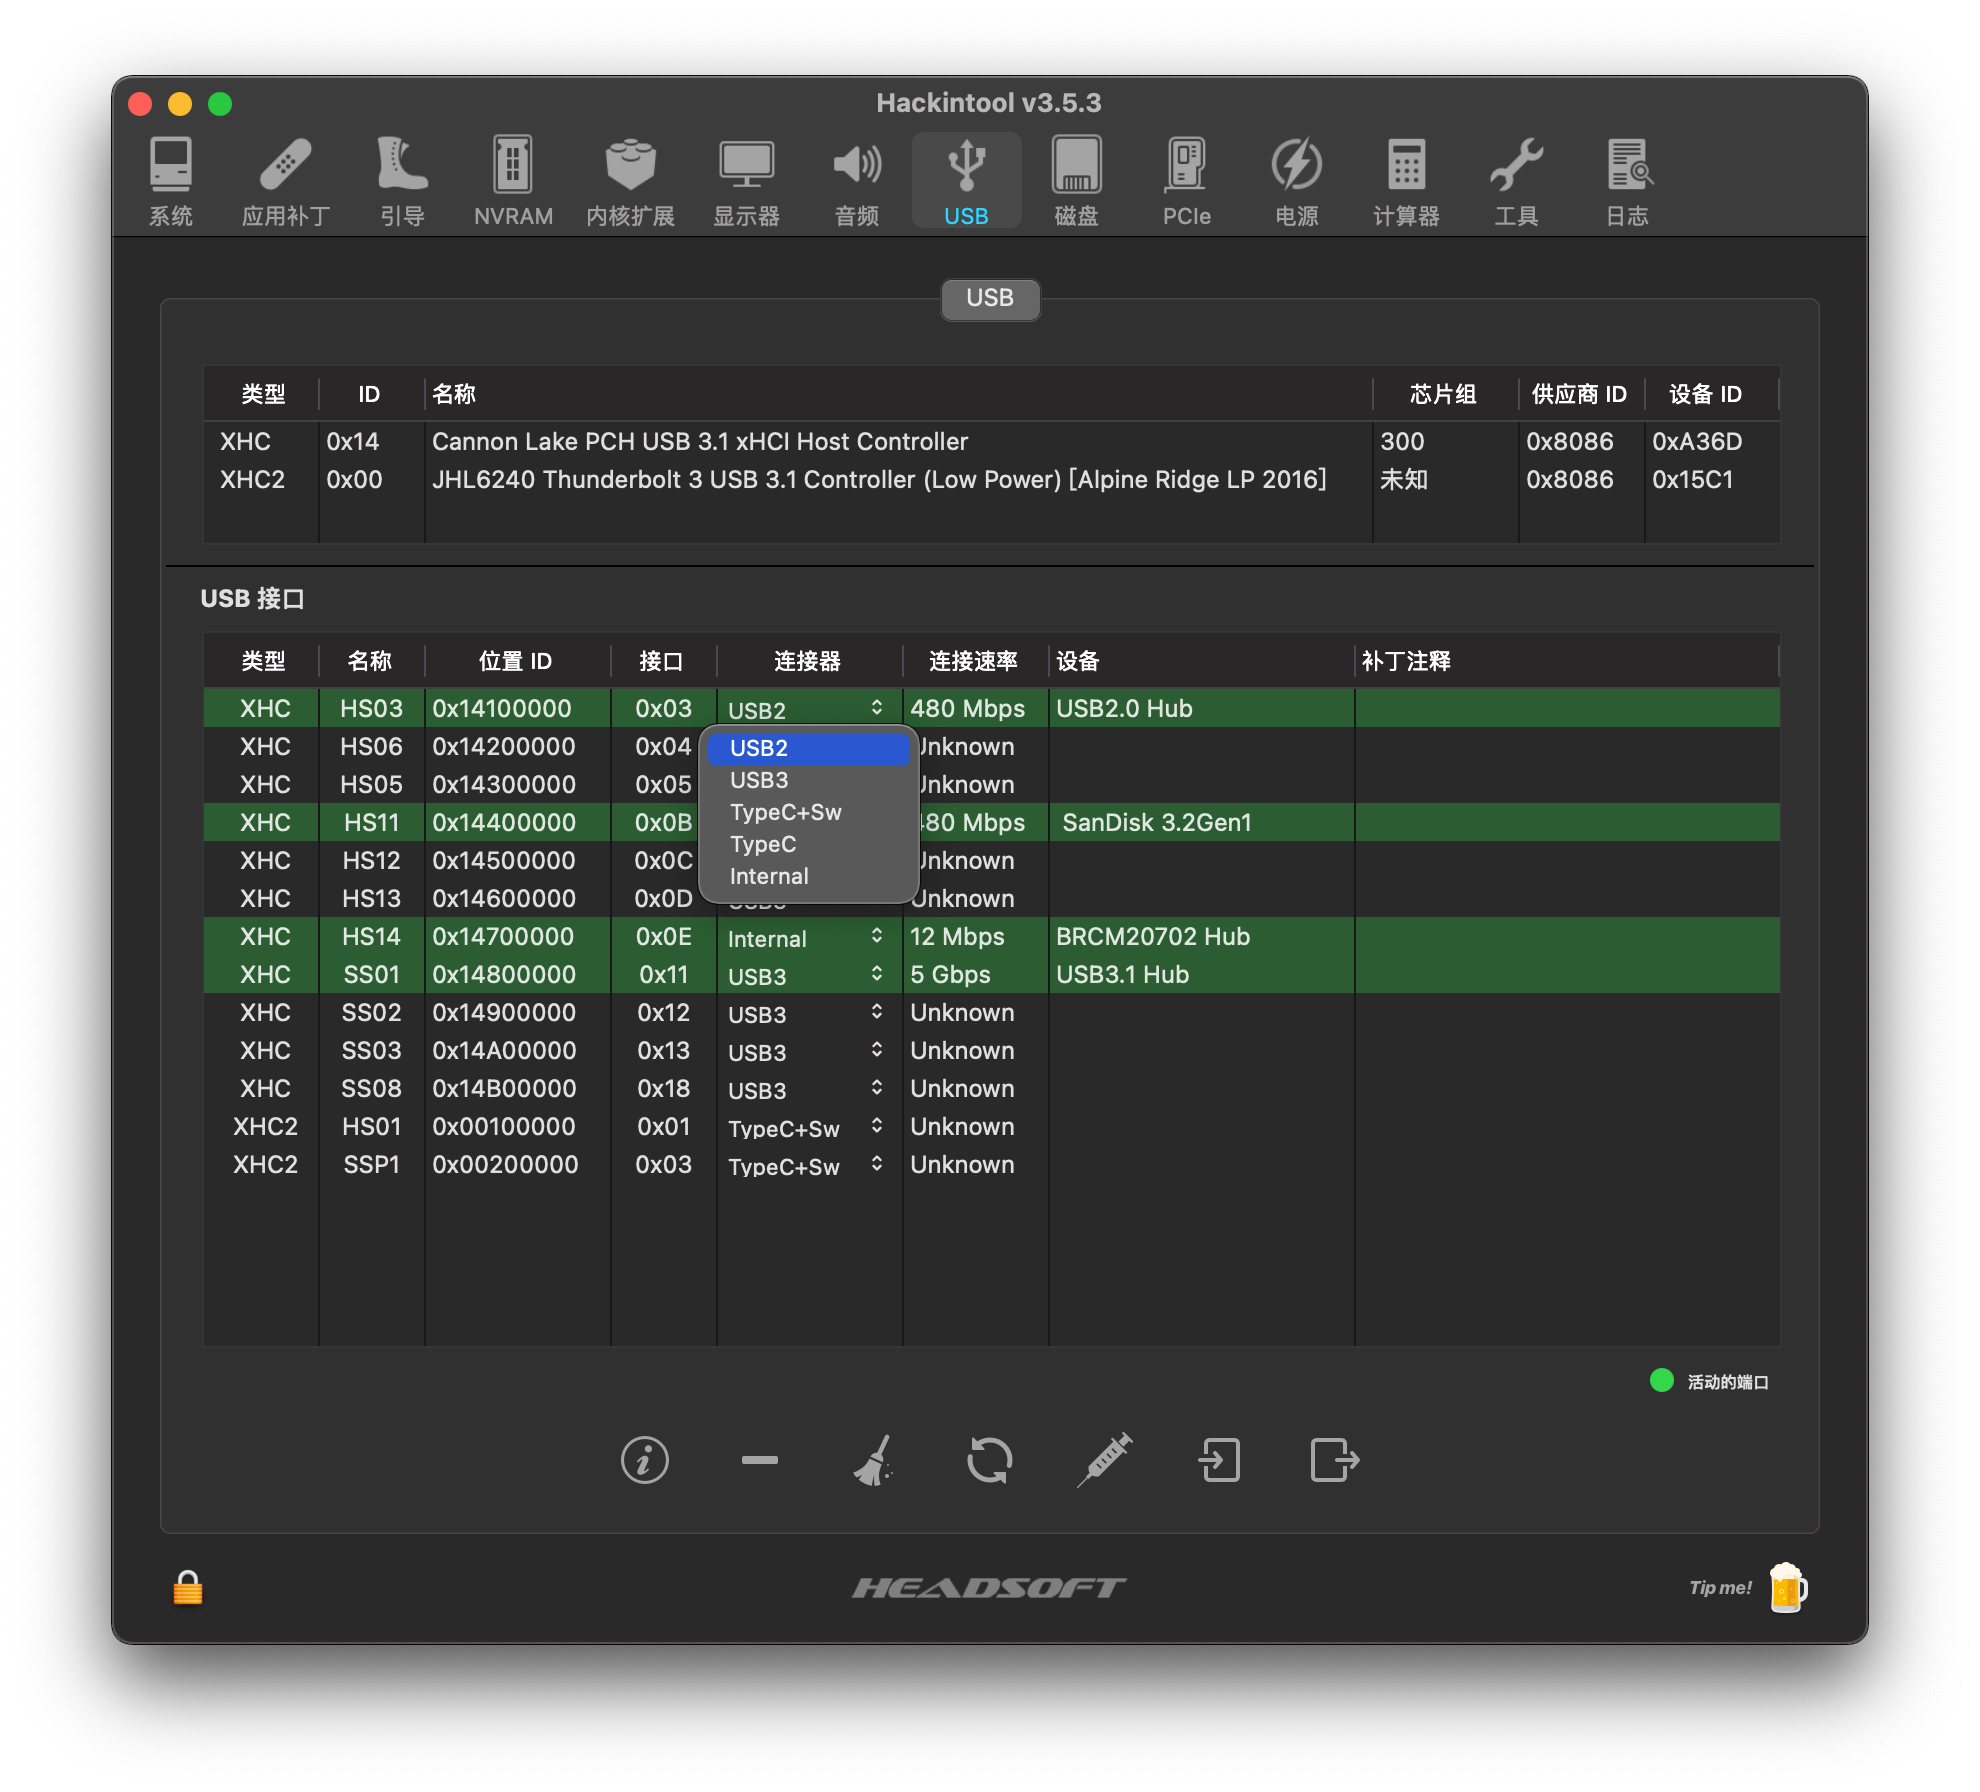 Hackintool v3.5.3
系统 应用补丁 引导 NVRAM 内核扩展 显示器 音频 USB 磁盘 PCIe 电源 计算器 工具 日志
USB
类型 ID 名称 芯片组 供应商 ID 设备 ID
XHC 0x14 Cannon Lake PCH USB 3.1 xHCI Host Controller 300 0x8086 0xA36D
XHC2 0x00 JHL6240 Thunderbolt 3 USB 3.1 Controller (Low Power) [Alpine Ridge LP 2016] 未知 0x8086 0x15C1
USB 接口
类型 名称 位置 ID 接口 连接器 连接速率 设备 补丁注释
XHC HS03 0x14100000 0x03 USB2 480 Mbps USB2.0 Hub
XHC HS06 0x14200000 0x04 Unknown
XHC HS05 0x14300000 0x05 Unknown
XHC HS11 0x14400000 0x0B 480 Mbps SanDisk 3.2Gen1
XHC HS12 0x14500000 0x0C Unknown
XHC HS13 0x14600000 0x0D Unknown
USB2
USB3
TypeC+Sw
TypeC
Internal
XHC HS14 0x14700000 0x0E Internal 12 Mbps BRCM20702 Hub
XHC SS01 0x14800000 0x11 USB3 5 Gbps USB3.1 Hub
XHC SS02 0x14900000 0x12 USB3 Unknown
XHC SS03 0x14A00000 0x13 USB3 Unknown
XHC SS08 0x14B00000 0x18 USB3 Unknown
XHC2 HS01 0x00100000 0x01 TypeC+Sw Unknown
XHC2 SSP1 0x00200000 0x03 TypeC+Sw Unknown
活动的端口
HEADSOFT
Tip me!